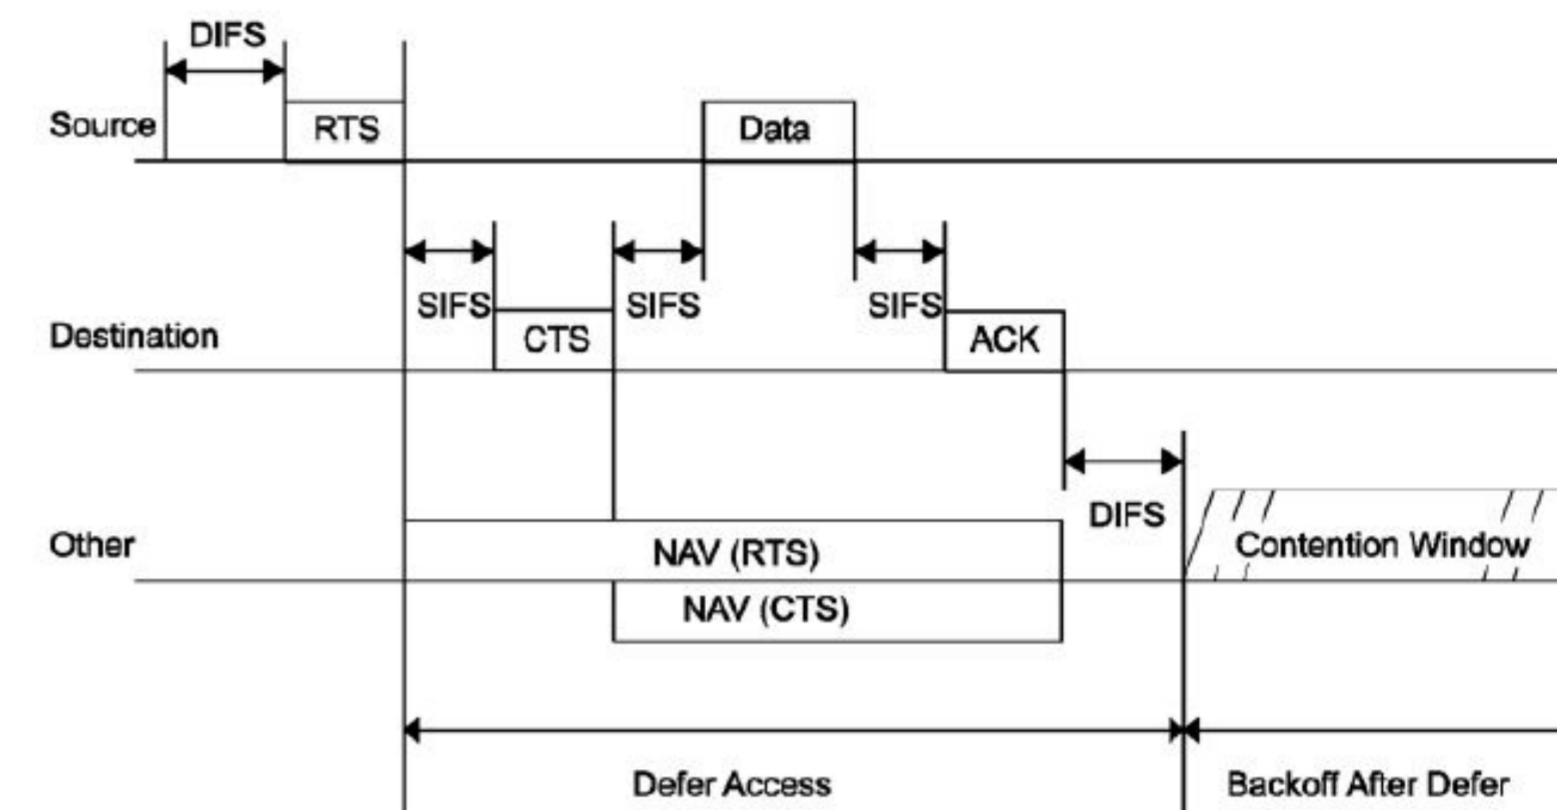 DIFS
Source
RTS
Data
SIFS
SIFS
SIFS
Destination
CTS
ACK
DIFS
Other
NAV (RTS)
Contention Window
NAV (CTS)
Defer Access
Backoff After Defer